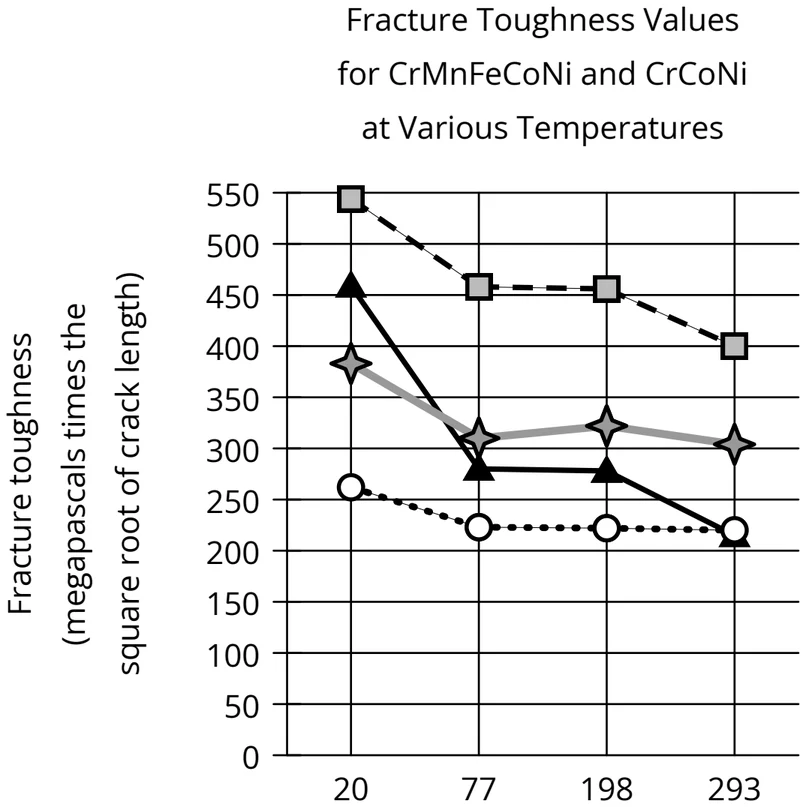 Fracture Toughness Values
for CrMnFeCoNi and CrCoNi
at Various Temperatures
Fracture toughness
(megapascals times the
square root of crack length)
550
500
450
400
350
300
250
200
150
100
50
0
20 77 198 293